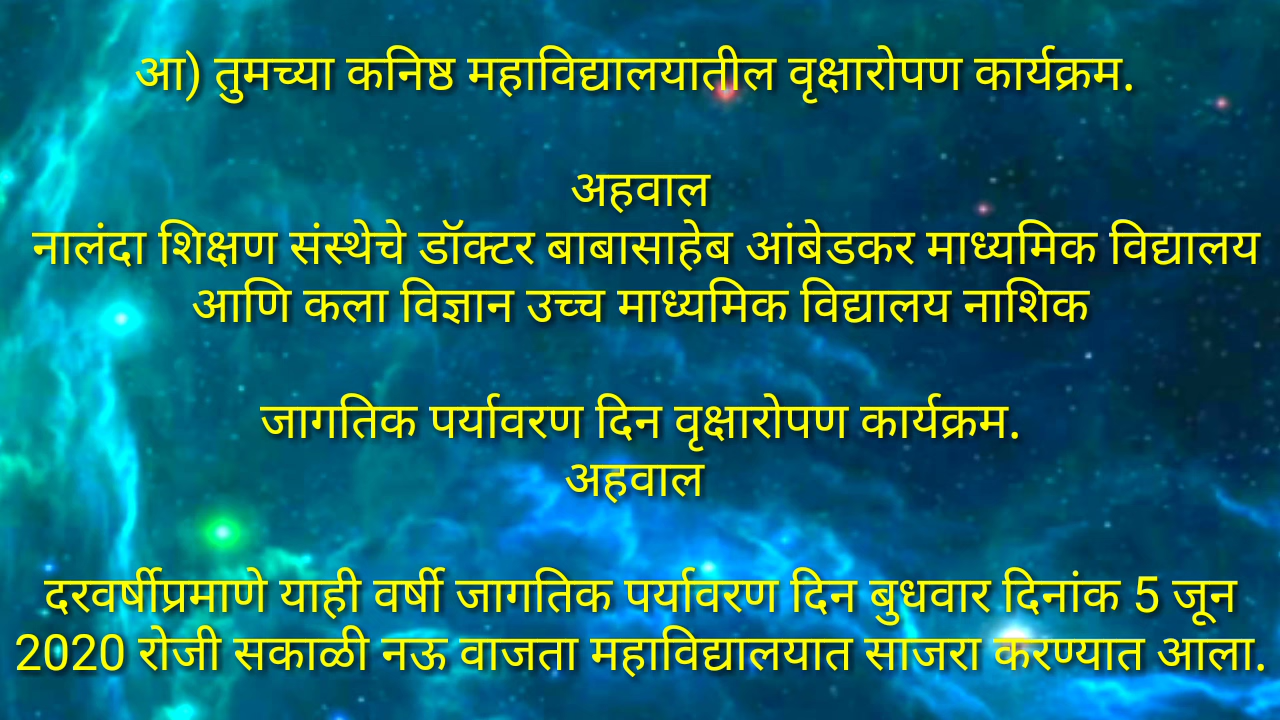 आ) तुमच्या कनिष्ठ महाविद्यालयातील वृक्षारोपण कार्यक्रम.
अहवाल
नालंदा शिक्षण संस्थेचे डॉक्टर बाबासाहेब आंबेडकर माध्यमिक विद्यालय
आणि कला विज्ञान उच्च माध्यमिक विद्यालय नाशिक
जागतिक पर्यावरण दिन वृक्षारोपण कार्यक्रम.
अहवाल
दरवर्षीप्रमाणे याही वर्षी जागतिक पर्यावरण दिन बुधवार दिनांक 5 जून
2020 रोजी सकाळी नऊ वाजता महाविद्यालयात साजरा करण्यात आला.